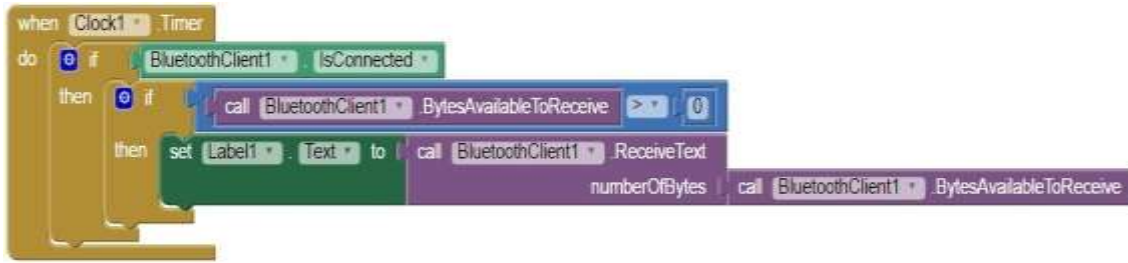 when Clock1 .Timer
do if BluetoothClient1 . IsConnected
then if call BluetoothClient1 .BytesAvailableToReceive > 0
then set Label1 . Text to call BluetoothClient1 .ReceiveText
numberOfBytes call BluetoothClient1 .BytesAvailableToReceive